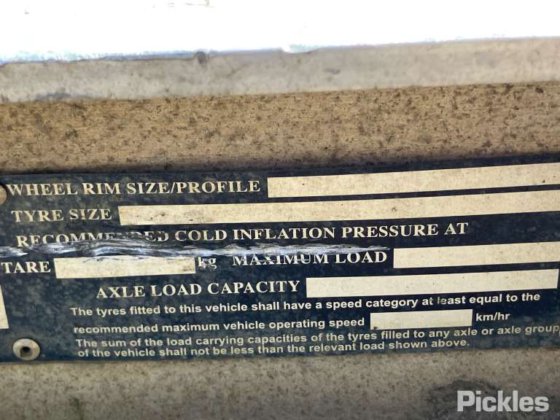 WHEEL RIM SIZE/PROFILE
TYRE SIZE
RECOMMENDED COLD INFLATION PRESSURE AT
TARE kg MAXIMUM LOAD
AXLE LOAD CAPACITY
The tyres fitted to this vehicle shall have a speed category at least equal to the
recommended maximum vehicle operating speed km/hr
The sum of the load carrying capacities of the tyres filled to any axle or axle group
of the vehicle shall not be less than the relevant load shown above.
Pickles